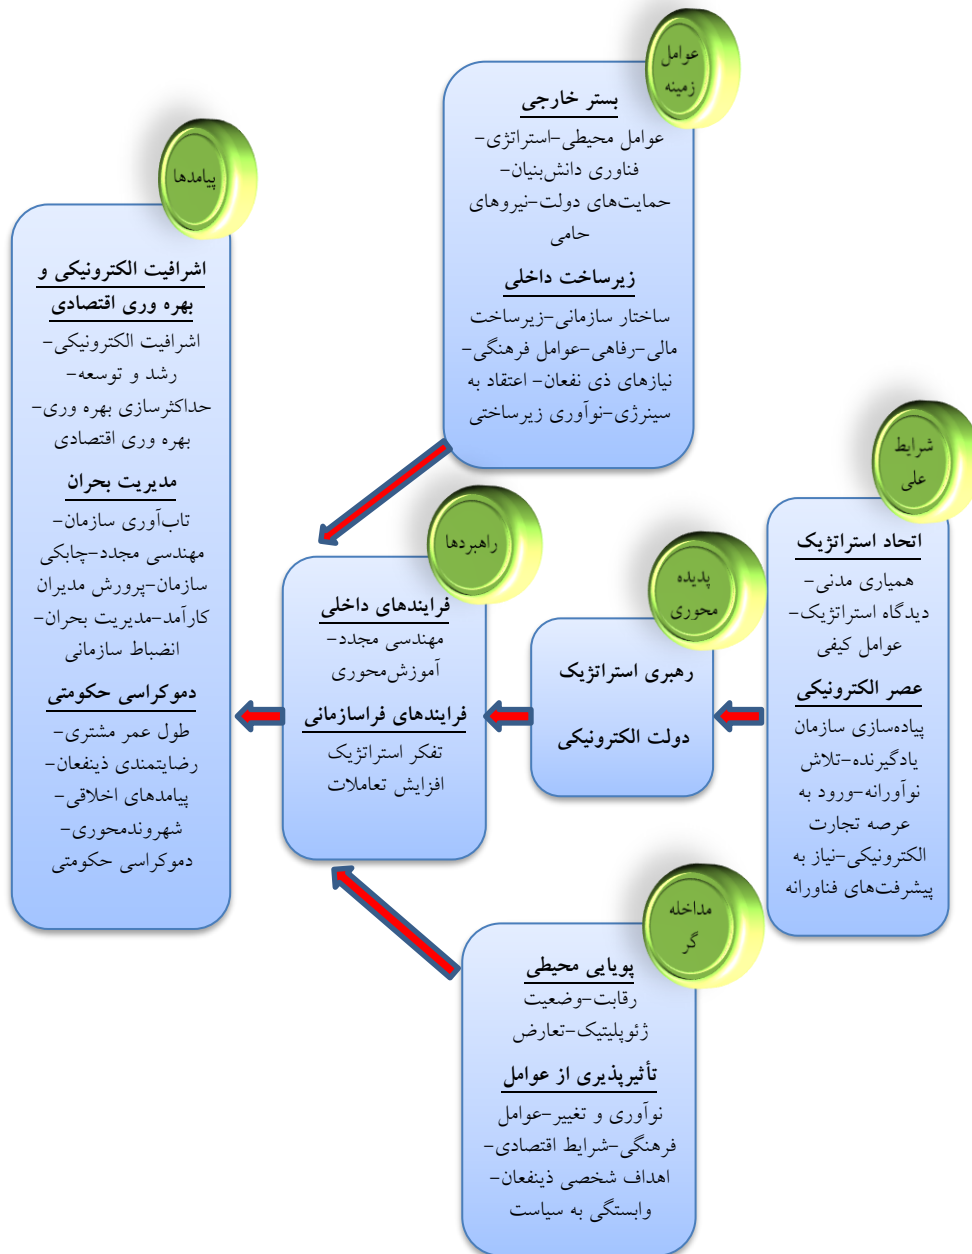 عوامل
زمینه
بستر خارجی
عوامل محیطی-استراتژی-
فناوری دانش‌بنیان-
حمایت‌های دولت-نیروهای
حامی
زیرساخت داخلی
ساختار سازمانی-زیرساخت
مالی-رفاهی-عوامل فرهنگی-
نیازهای ذی نفعان- اعتقاد به
سینرژی-نوآوری زیرساختی
شرایط
علی
اتحاد استراتژیک
همیاری مدنی-
دیدگاه استراتژیک-
عوامل کیفی
عصر الکترونیکی
پیاده‌سازی سازمان
یادگیرنده-تلاش
نوآورانه-ورود به
عرصه تجارت
الکترونیکی-نیاز به
پیشرفت‌های فناورانه
پدیده
محوری
رهبری استراتژیک
دولت الکترونیکی
راهبردها
فرایندهای داخلی
مهندسی مجدد-
آموزش‌محوری
فرایندهای فراسازمانی
تفکر استراتژیک
افزایش تعاملات
مداخله
گر
پویایی محیطی
رقابت-وضعیت
ژئوپلیتیک-تعارض
تأثیرپذیری از عوامل
نوآوری و تغییر-عوامل
فرهنگی-شرایط اقتصادی-
اهداف شخصی ذینفعان-
وابستگی به سیاست
پیامدها
اشرافیت الکترونیکی و
بهره وری اقتصادی
اشرافیت الکترونیکی-
رشد و توسعه-
حداکثرسازی بهره وری-
بهره وری اقتصادی
مدیریت بحران
تاب‌آوری سازمان-
مهندسی مجدد-چابکی
سازمان-پرورش مدیران
کارآمد-مدیریت بحران-
انضباط سازمانی
دموکراسی حکومتی
طول عمر مشتری-
رضایتمندی ذینفعان-
پیامدهای اخلاقی-
شهروندمحوری-
دموکراسی حکومتی